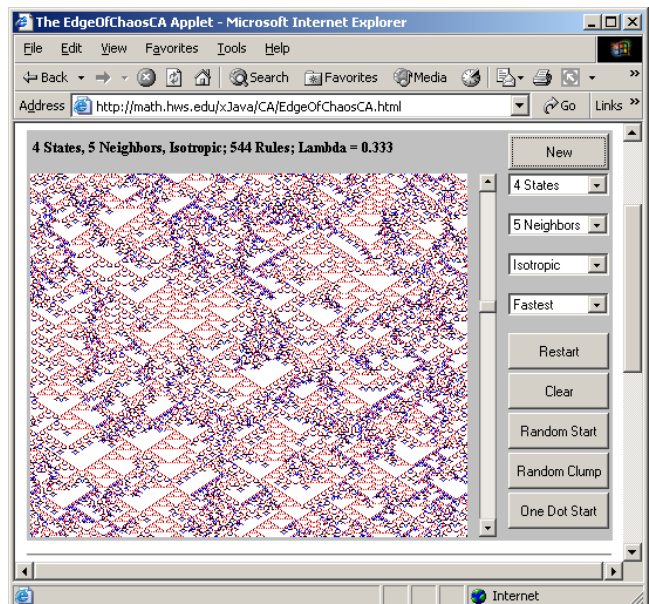 The EdgeOfChaosCA Applet - Microsoft Internet Explorer
File Edit View Favorites Tools Help
Back Search Favorites Media »
Address http://math.hws.edu/xJava/CA/EdgeOfChaosCA.html Go Links »
4 States, 5 Neighbors, Isotropic; 544 Rules; Lambda = 0.333
New
4 States
5 Neighbors
Isotropic
Fastest
Restart
Clear
Random Start
Random Clump
One Dot Start
Internet